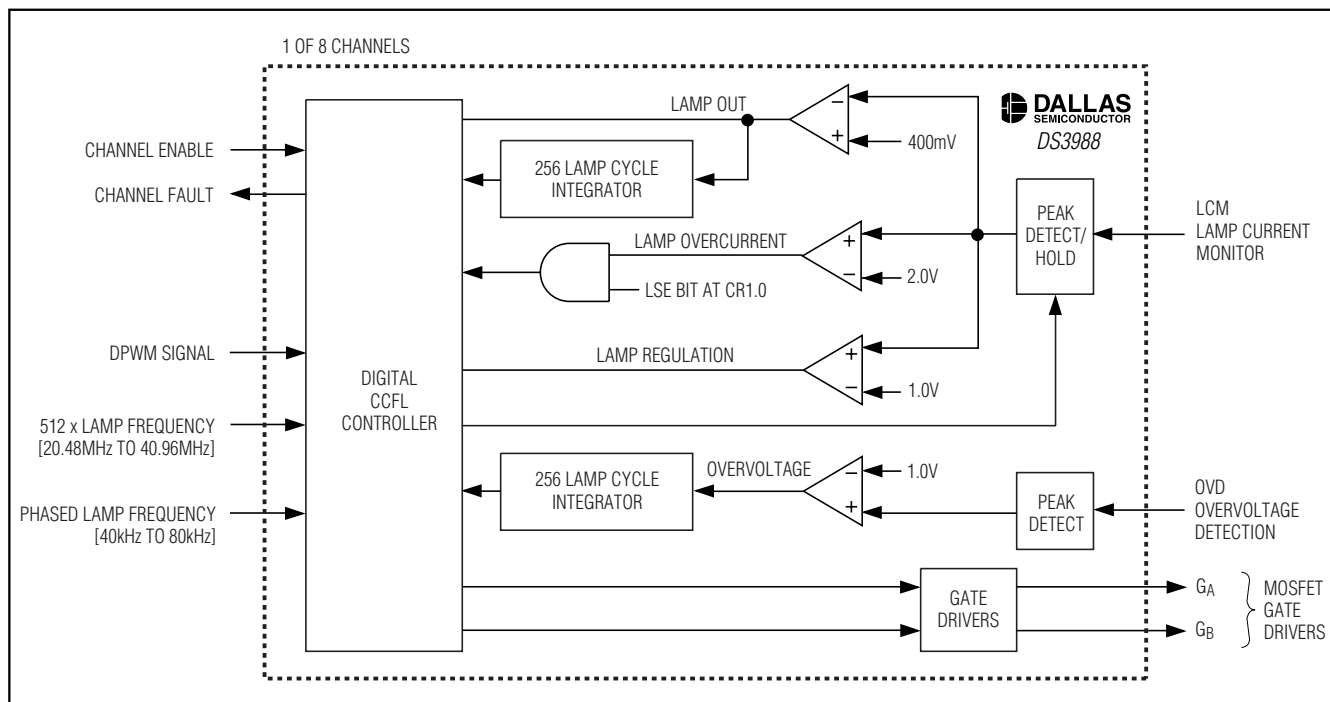 1 OF 8 CHANNELS
DALLAS
SEMICONDUCTOR
DS3988
CHANNEL ENABLE
CHANNEL FAULT
DPWM SIGNAL
512 x LAMP FREQUENCY
[20.48MHz TO 40.96MHz]
PHASED LAMP FREQUENCY
[40kHz TO 80kHz]
DIGITAL
CCFL
CONTROLLER
LAMP OUT
−
+
400mV
256 LAMP CYCLE
INTEGRATOR
LAMP OVERCURRENT
+
−
2.0V
LSE BIT AT CR1.0
PEAK
DETECT/
HOLD
LCM
LAMP CURRENT
MONITOR
LAMP REGULATION
+
−
1.0V
256 LAMP CYCLE
INTEGRATOR
OVERVOLTAGE
−
+
1.0V
PEAK
DETECT
OVD
OVERVOLTAGE
DETECTION
GATE
DRIVERS
GA
GB
MOSFET
GATE
DRIVERS